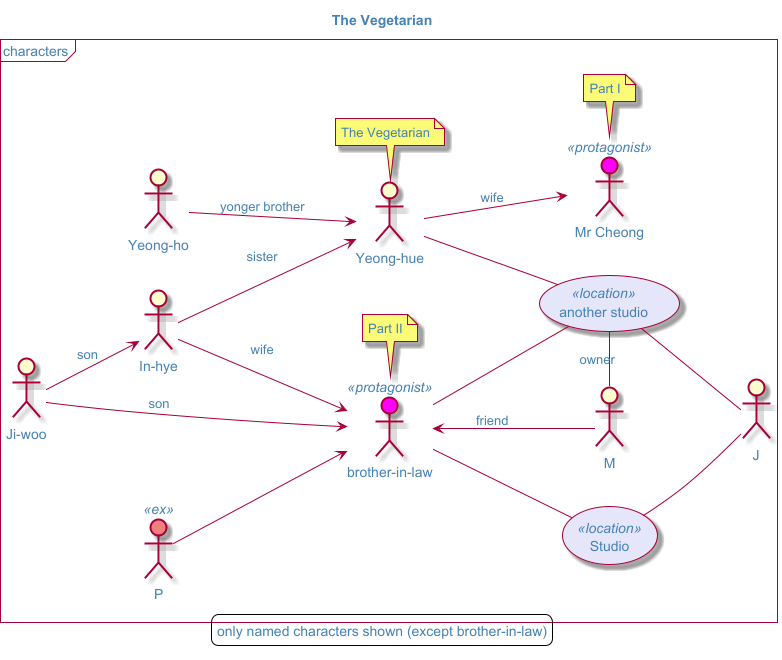 The Vegetarian
characters
Part I
The Vegetarian
«protagonist»
wife
yonger brother
Mr Cheong
Yeong-ho
Yeong-hue
sister
«location»
another studio
Part II
wife
son
owner
In-hye
«protagonist»
son
friend
Ji-woo
M
J
brother-in-law
«ex»
«location»
Studio
P
only named characters shown (except brother-in-law)